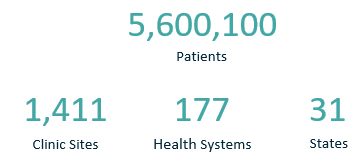 5,600,100
Patients
1,411 177 31
Clinic Sites Health Systems States